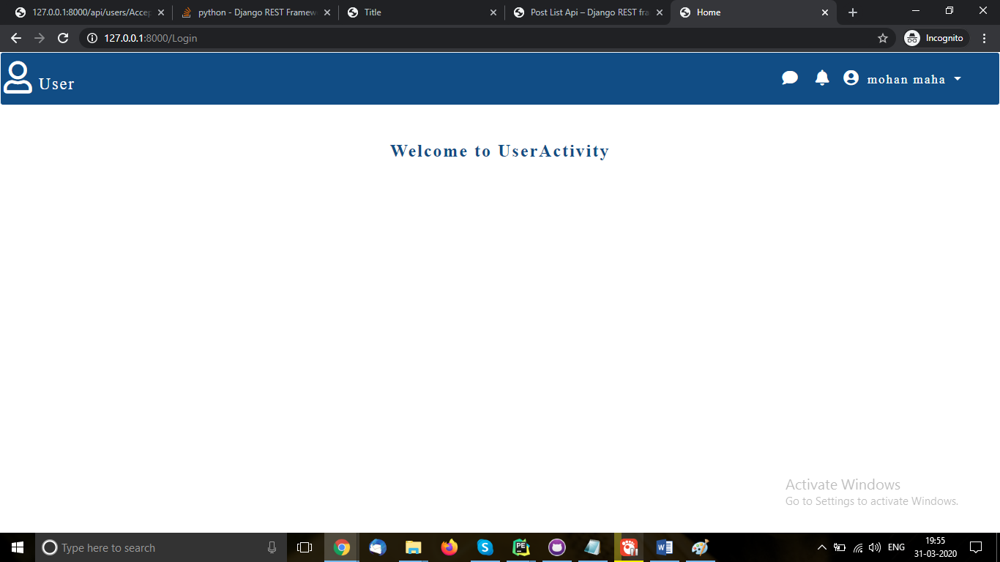 127.0.0.1:8000/api/users/Accep
python - Django REST Framew
Title
Post List Api – Django REST fra
Home
127.0.0.1:8000/Login
Incognito
User
mohan maha
Welcome to UserActivity
Activate Windows
Go to Settings to activate Windows.
Type here to search
PE
S
W
ENG
19:55
31-03-2020